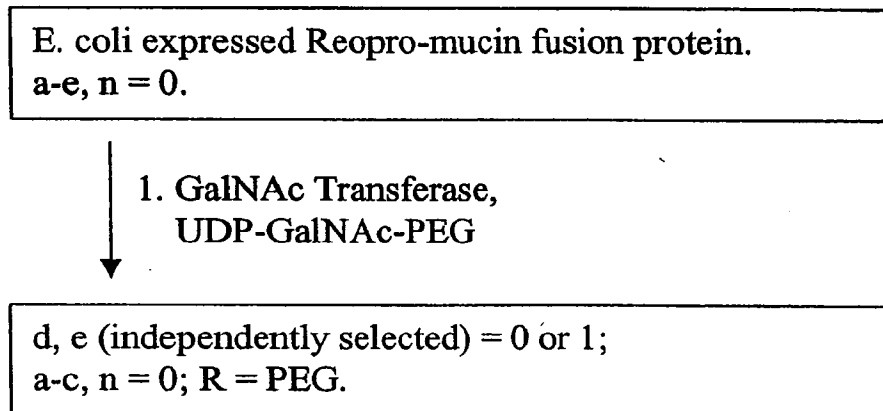 E. coli expressed Reopro-mucin fusion protein.
a-e, n = 0.
1. GalNAc Transferase,
UDP-GalNAc-PEG
d, e (independently selected) = 0 or 1;
a-c, n = 0; R = PEG.